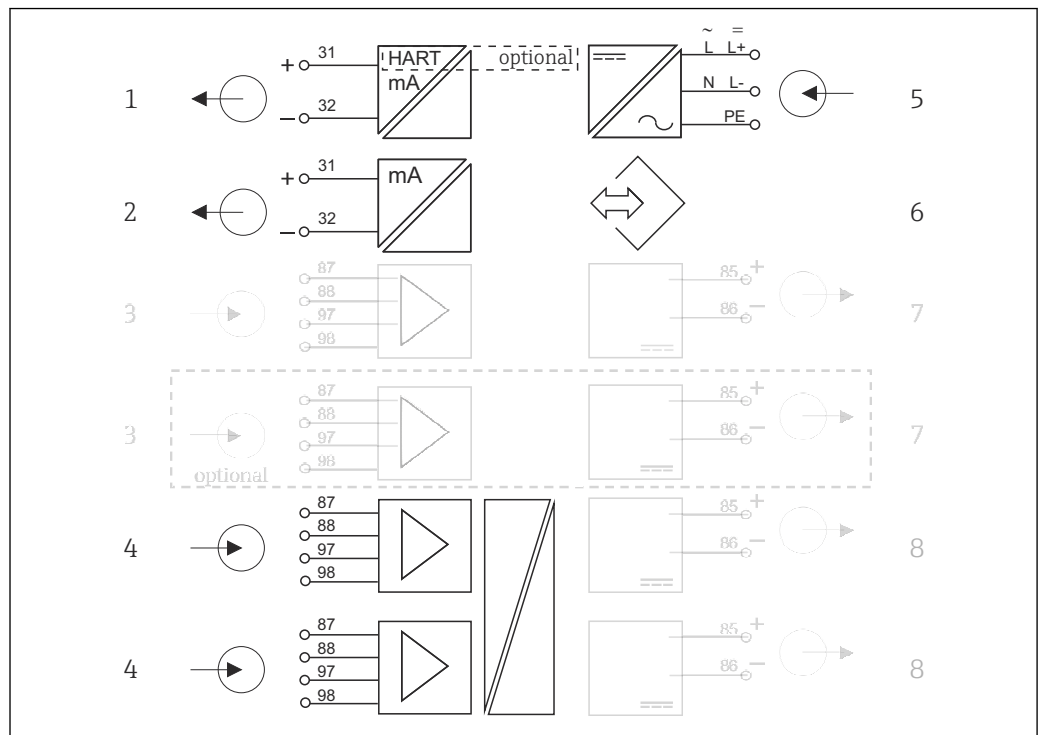 ~ =
31 HART optional L L+
+
mA
1 N L- 5
32
− PE
31
+ mA
2 6
32
−
87 85 +
88
3 97 86 − 7
98
87 85 +
88
3 97 86 − 7
98
optional
87 85 +
88
4 97 86 − 8
98
87 85 +
88
4 97 86 − 8
98